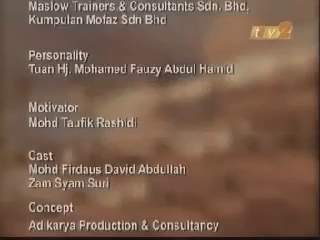 Maslow Trainers & Consultants Sdn. Bhd.
Kumpulan Mofaz Sdn Bhd
tv2
Personality
Tuan Hj. Mohamed Fauzy Abdul Hamid
Motivator
Mohd Taufik Rashidi
Cast
Mohd Firdaus David Abdullah
Zam Syam Suri
Concept
Adikarya Production & Consultancy